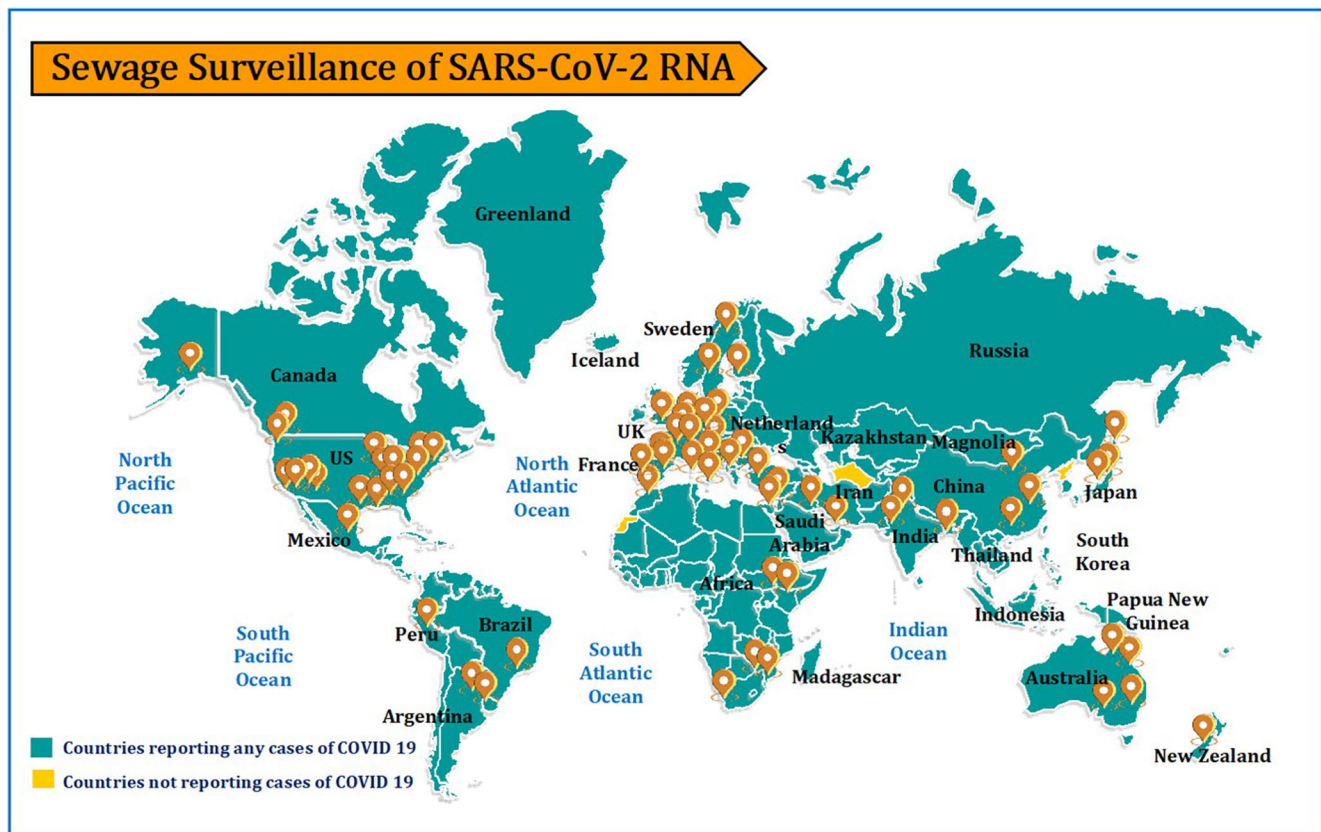 Sewage Surveillance of SARS-CoV-2 RNA
Greenland
Sweden
Iceland
Russia
Canada
UK
Netherland
s
Kazakhstan
Magnolia
US
France
North
Pacific
Ocean
North
Atlantic
Ocean
Iran
China
Japan
Mexico
Saudi
Arabia
India
Thailand
South
Korea
Africa
Indonesia
Papua New
Guinea
Peru
Brazil
South
Pacific
Ocean
South
Atlantic
Ocean
Indian
Ocean
Madagascar
Australia
Argentina
New Zealand
Countries reporting any cases of COVID 19
Countries not reporting cases of COVID 19